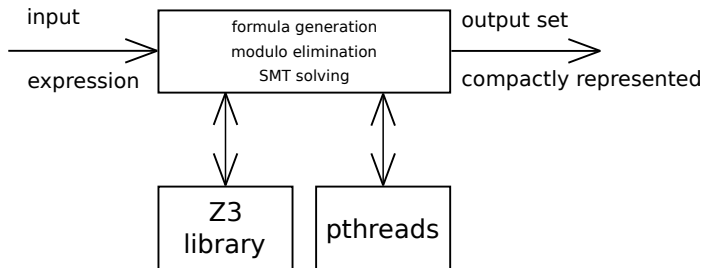 input
expression
formula generation
modulo elimination
SMT solving
output set
compactly represented
Z3
library
pthreads